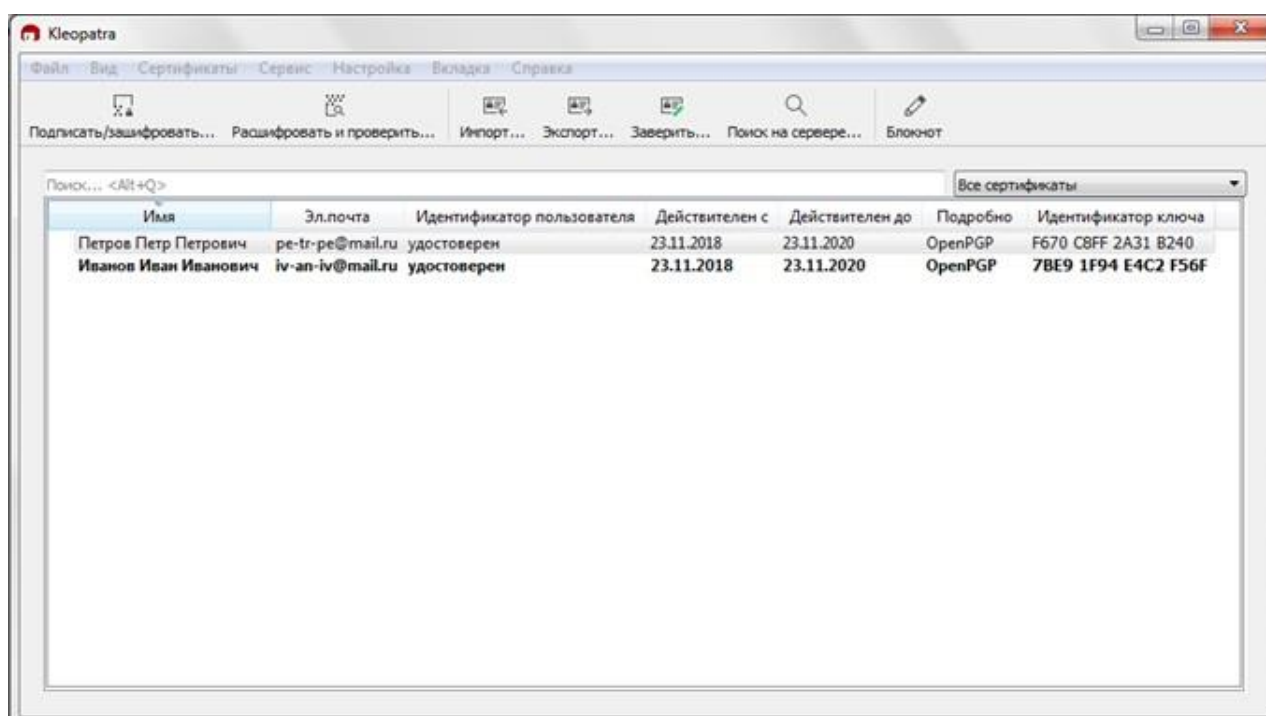 Kleopatra
Файл Вид Сертификаты Сервис Настройка Вкладка Справка
Подписать/зашифровать... Расшифровать и проверить... Импорт... Экспорт... Заверить... Поиск на сервере... Блокнот
Поиск... <Alt+Q> Все сертификаты
Имя Эл.почта Идентификатор пользователя Действителен с Действителен до Подробно Идентификатор ключа
Петров Петр Петрович pe-tr-pe@mail.ru удостоверен 23.11.2018 23.11.2020 OpenPGP F670 C8FF 2A31 B240
Иванов Иван Иванович iv-an-iv@mail.ru удостоверен 23.11.2018 23.11.2020 OpenPGP 7BE9 1F94 E4C2 F56F